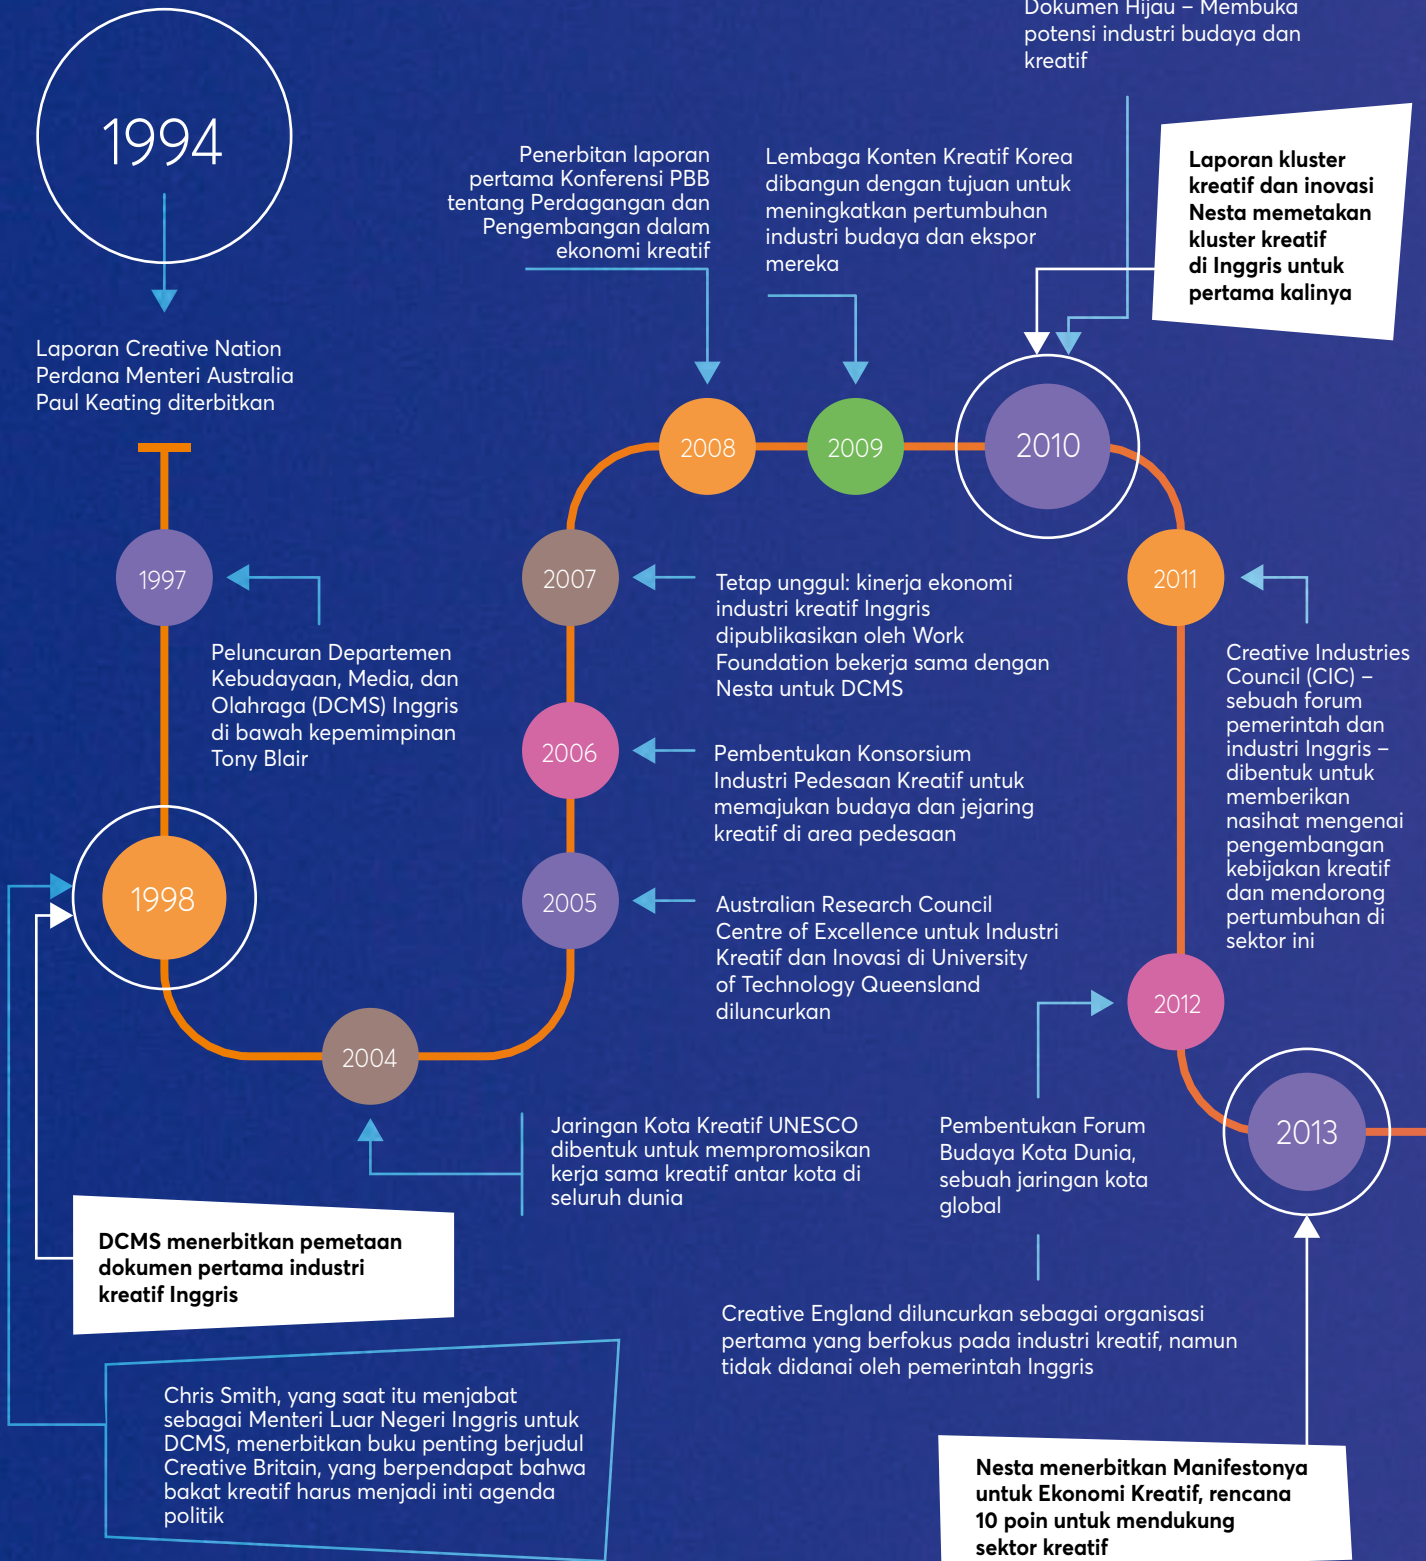 1994
Laporan Creative Nation
Perdana Menteri Australia
Paul Keating diterbitkan
1997
Peluncuran Departemen
Kebudayaan, Media, dan
Olahraga (DCMS) Inggris
di bawah kepemimpinan
Tony Blair
1998
DCMS menerbitkan pemetaan
dokumen pertama industri
kreatif Inggris
Chris Smith, yang saat itu menjabat
sebagai Menteri Luar Negeri Inggris untuk
DCMS, menerbitkan buku penting berjudul
Creative Britain, yang berpendapat bahwa
bakat kreatif harus menjadi inti agenda
politik
2004
Jaringan Kota Kreatif UNESCO
dibentuk untuk mempromosikan
kerja sama kreatif antar kota di
seluruh dunia
2005
Australian Research Council
Centre of Excellence untuk Industri
Kreatif dan Inovasi di University
of Technology Queensland
diluncurkan
2006
Pembentukan Konsorsium
Industri Pedesaan Kreatif untuk
memajukan budaya dan jejaring
kreatif di area pedesaan
2007
Tetap unggul: kinerja ekonomi
industri kreatif Inggris
dipublikasikan oleh Work
Foundation bekerja sama dengan
Nesta untuk DCMS
2008
Penerbitan laporan
pertama Konferensi PBB
tentang Perdagangan dan
Pengembangan dalam
ekonomi kreatif
2009
Lembaga Konten Kreatif Korea
dibangun dengan tujuan untuk
meningkatkan pertumbuhan
industri budaya dan ekspor
mereka
2010
Dokumen Hijau – Membuka
potensi industri budaya dan
kreatif
Laporan kluster
kreatif dan inovasi
Nesta memetakan
kluster kreatif
di Inggris untuk
pertama kalinya
2011
Creative Industries
Council (CIC) –
sebuah forum
pemerintah dan
industri Inggris –
dibentuk untuk
memberikan
nasihat mengenai
pengembangan
kebijakan kreatif
dan mendorong
pertumbuhan di
sektor ini
2012
Pembentukan Forum
Budaya Kota Dunia,
sebuah jaringan kota
global
Creative England diluncurkan sebagai organisasi
pertama yang berfokus pada industri kreatif, namun
tidak didanai oleh pemerintah Inggris
2013
Nesta menerbitkan Manifestonya
untuk Ekonomi Kreatif, rencana
10 poin untuk mendukung
sektor kreatif